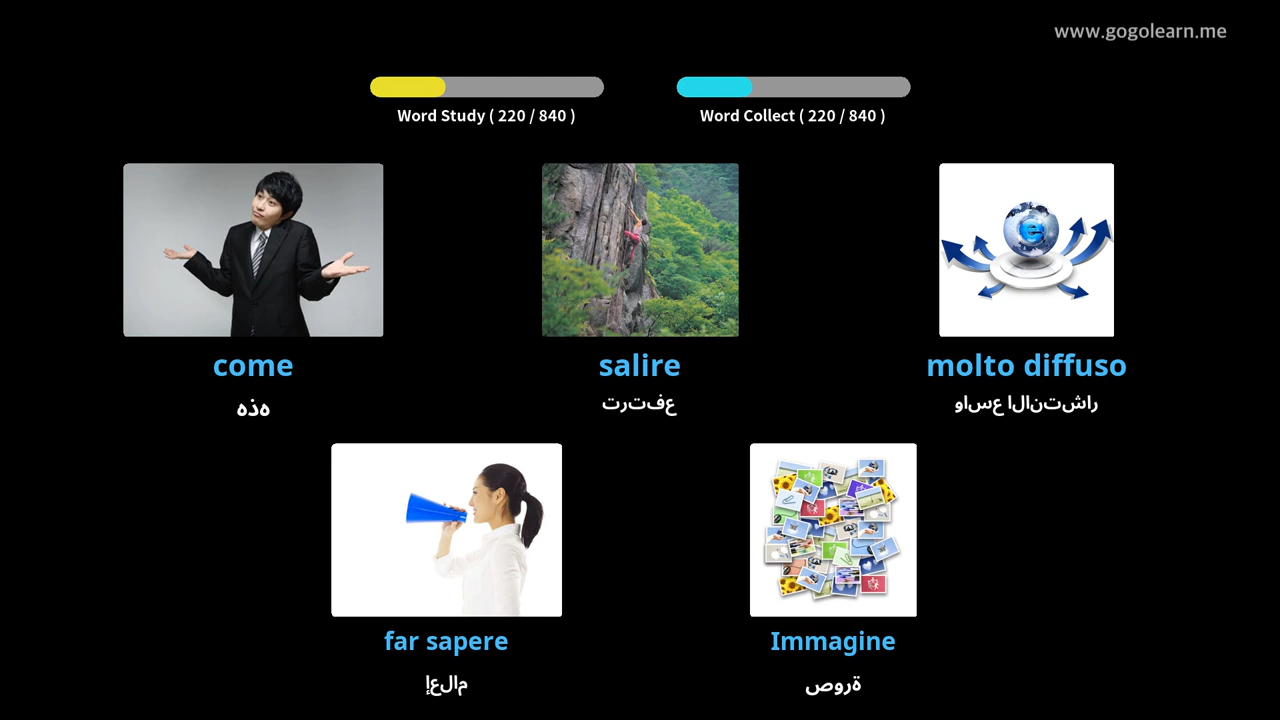 www.gogolearn.me
Word Study ( 220 / 840 )
Word Collect ( 220 / 840 )
come
salire
molto diffuso
هذه
ترتفع
واسع الانتشار
far sapere
Immagine
إعلام
صورة